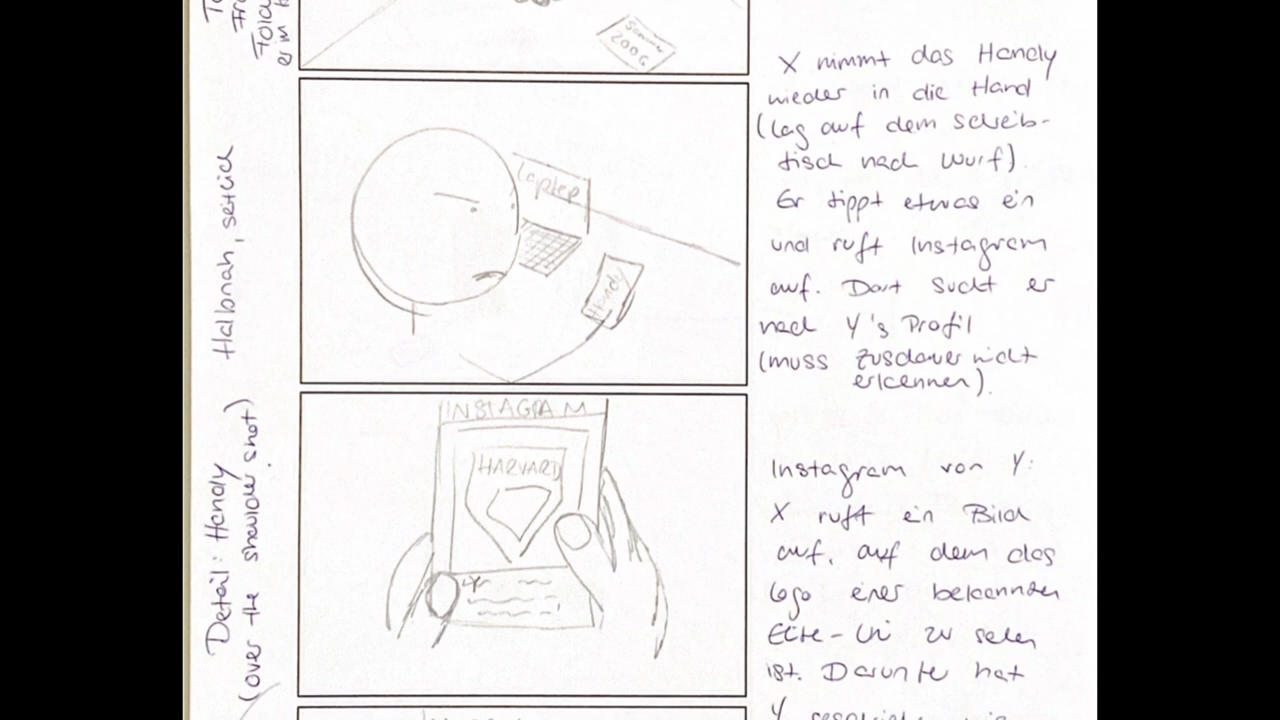 Sommer
2006
Halbnah, seitlich
Laptop
Handy
X nimmt das Handy
wieder in die Hand
(lag auf dem Schreib-
tisch nach Wurf).
Er tippt etwas ein
und ruft Instagram
auf. Dort sucht er
nach Y's Profil
(muss Zuschauer nicht
erkennen).
Detail: Handy
(over the shoulder shot)
INSTAGRAM
HARVARD
Instagram von Y:
X ruft ein Bild
auf, auf dem das
Logo einer bekannten
Elite-Uni zu sehen
ist. Darunter hat
Y